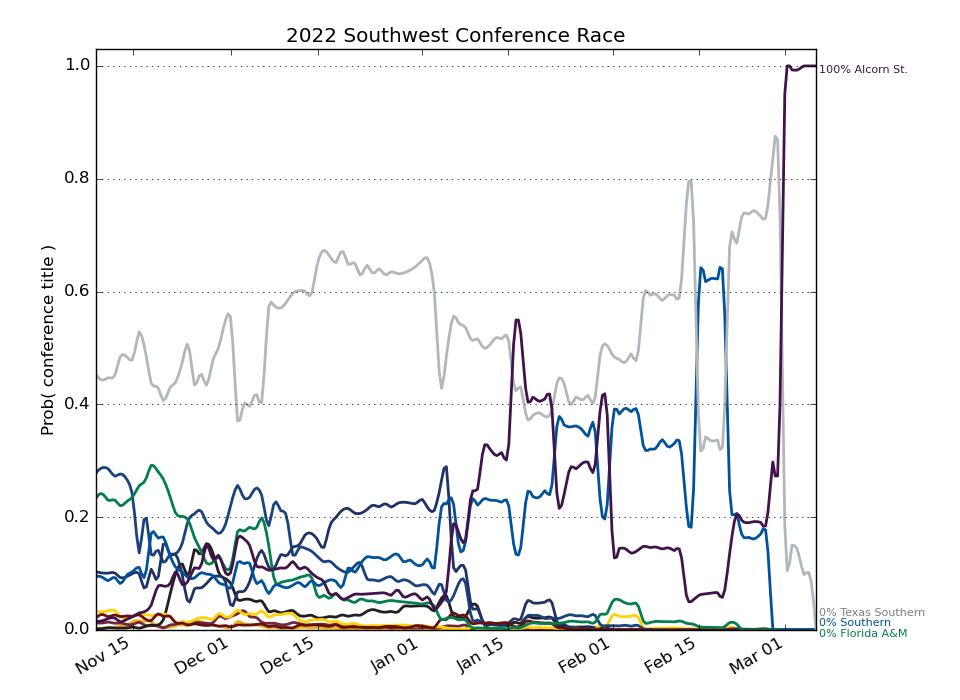 2022 Southwest Conference Race
Prob( conference title )
1.0
0.8
0.6
0.4
0.2
0.0
Nov 15
Dec 01
Dec 15
Jan 01
Jan 15
Feb 01
Feb 15
Mar 01
100% Alcorn St.
0% Texas Southern
0% Southern
0% Florida A&M